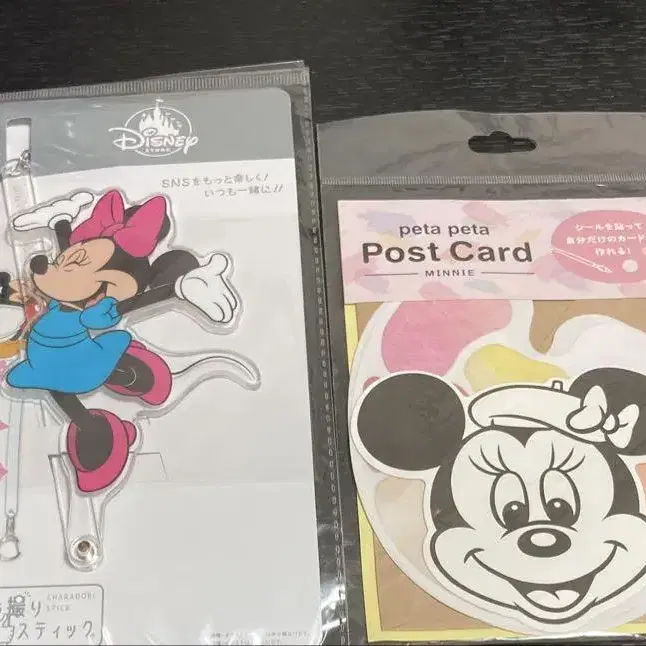 Disney
STORE
SNSをもっと楽しく!
いつも一緒に!!
撮り
CHARADORI
STICK
スティック
peta peta
Post Card
MINNIE
シールを貼って
自分だけのカード
作れる!